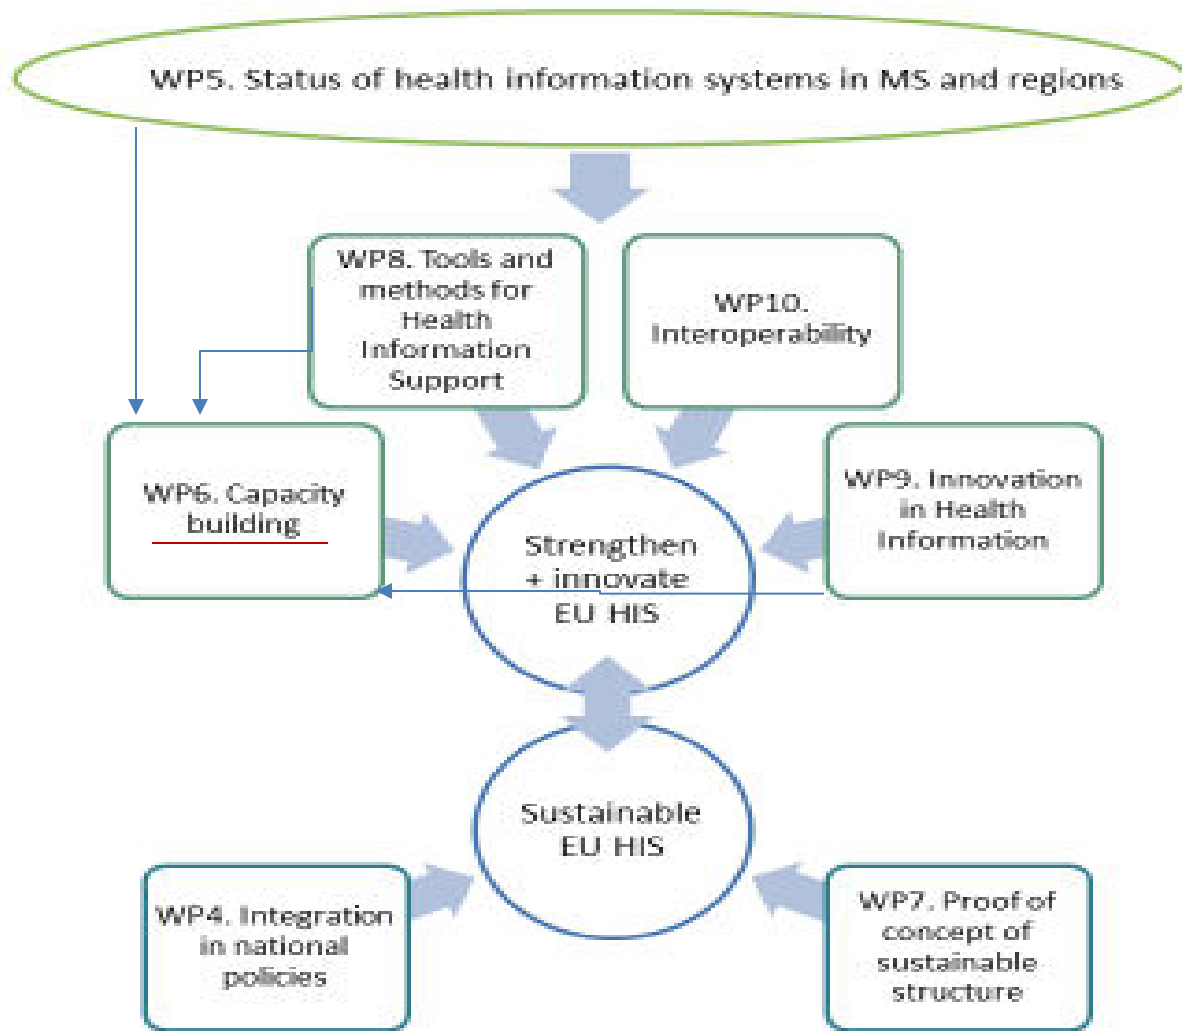 WP5. Status of health information systems in MS and regions
WP8. Tools and
methods for
Health
Information
Support
WP10.
Interoperability
WP6. Capacity
building
WP9. Innovation
in Health
Information
Strengthen
+ innovate
EU HIS
Sustainable
EU HIS
WP4. Integration
in national
policies
WP7. Proof of
concept of
sustainable
structure